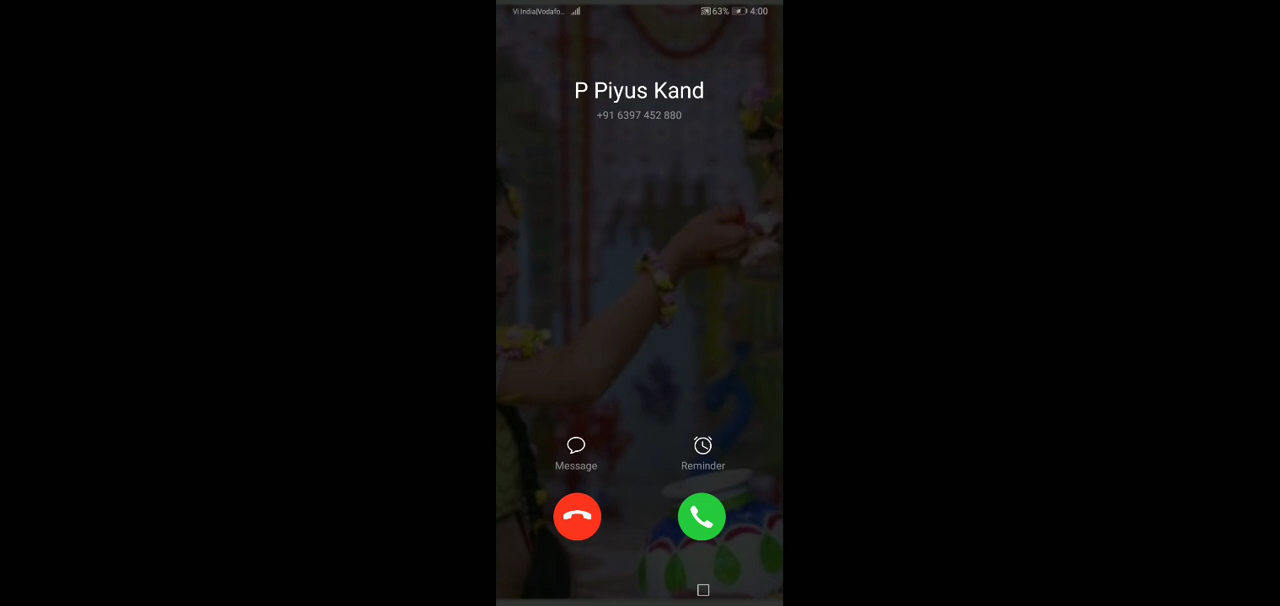 Vi India|Vodafo... 63% 4:00
P Piyus Kand
+91 6397 452 880
Message Reminder